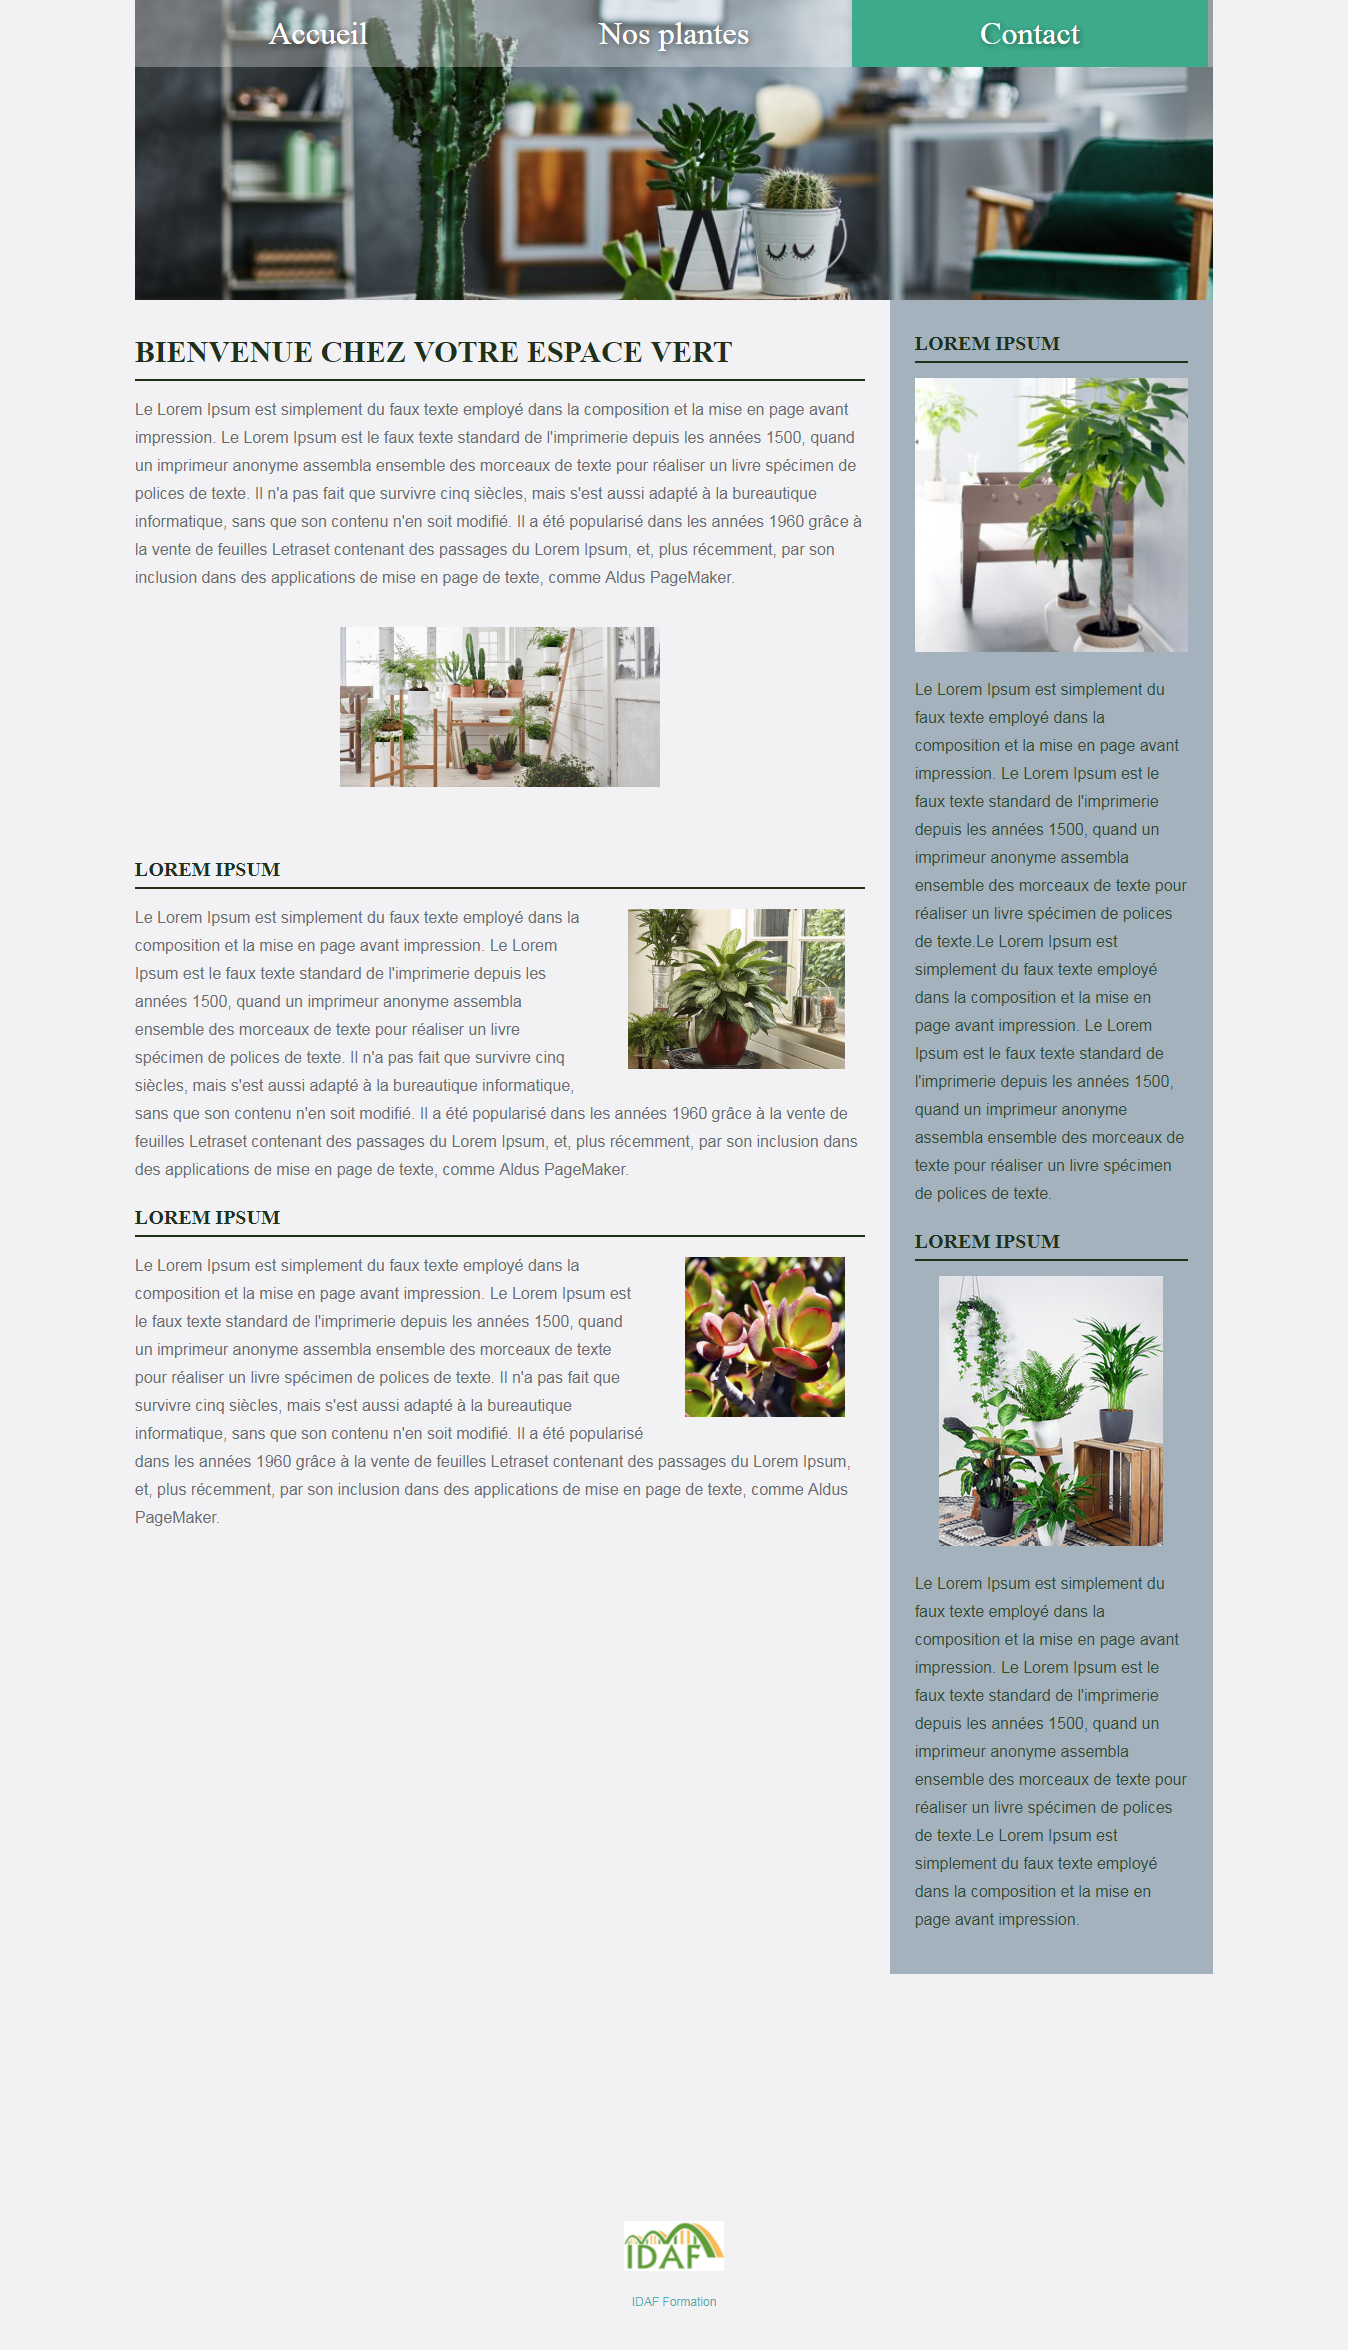 Accueil
Nos plantes
Contact
BIENVENUE CHEZ VOTRE ESPACE VERT
Le Lorem Ipsum est simplement du faux texte employé dans la composition et la mise en page avant
impression. Le Lorem Ipsum est le faux texte standard de l'imprimerie depuis les années 1500, quand
un imprimeur anonyme assembla ensemble des morceaux de texte pour réaliser un livre spécimen de
polices de texte. Il n'a pas fait que survivre cinq siècles, mais s'est aussi adapté à la bureautique
informatique, sans que son contenu n'en soit modifié. Il a été popularisé dans les années 1960 grâce à
la vente de feuilles Letraset contenant des passages du Lorem Ipsum, et, plus récemment, par son
inclusion dans des applications de mise en page de texte, comme Aldus PageMaker.
LOREM IPSUM
Le Lorem Ipsum est simplement du faux texte employé dans la
composition et la mise en page avant impression. Le Lorem
Ipsum est le faux texte standard de l'imprimerie depuis les
années 1500, quand un imprimeur anonyme assembla
ensemble des morceaux de texte pour réaliser un livre
spécimen de polices de texte. Il n'a pas fait que survivre cinq
siècles, mais s'est aussi adapté à la bureautique informatique,
sans que son contenu n'en soit modifié. Il a été popularisé dans les années 1960 grâce à la vente de
feuilles Letraset contenant des passages du Lorem Ipsum, et, plus récemment, par son inclusion dans
des applications de mise en page de texte, comme Aldus PageMaker.
LOREM IPSUM
Le Lorem Ipsum est simplement du faux texte employé dans la
composition et la mise en page avant impression. Le Lorem Ipsum est
le faux texte standard de l'imprimerie depuis les années 1500, quand
un imprimeur anonyme assembla ensemble des morceaux de texte
pour réaliser un livre spécimen de polices de texte. Il n'a pas fait que
survivre cinq siècles, mais s'est aussi adapté à la bureautique
informatique, sans que son contenu n'en soit modifié. Il a été popularisé
dans les années 1960 grâce à la vente de feuilles Letraset contenant des passages du Lorem Ipsum,
et, plus récemment, par son inclusion dans des applications de mise en page de texte, comme Aldus
PageMaker.
LOREM IPSUM
Le Lorem Ipsum est simplement du
faux texte employé dans la
composition et la mise en page avant
impression. Le Lorem Ipsum est le
faux texte standard de l'imprimerie
depuis les années 1500, quand un
imprimeur anonyme assembla
ensemble des morceaux de texte pour
réaliser un livre spécimen de polices
de texte.Le Lorem Ipsum est
simplement du faux texte employé
dans la composition et la mise en
page avant impression. Le Lorem
Ipsum est le faux texte standard de
l'imprimerie depuis les années 1500,
quand un imprimeur anonyme
assembla ensemble des morceaux de
texte pour réaliser un livre spécimen
de polices de texte.
LOREM IPSUM
Le Lorem Ipsum est simplement du
faux texte employé dans la
composition et la mise en page avant
impression. Le Lorem Ipsum est le
faux texte standard de l'imprimerie
depuis les années 1500, quand un
imprimeur anonyme assembla
ensemble des morceaux de texte pour
réaliser un livre spécimen de polices
de texte.Le Lorem Ipsum est
simplement du faux texte employé
dans la composition et la mise en
page avant impression.
IDAF
IDAF Formation